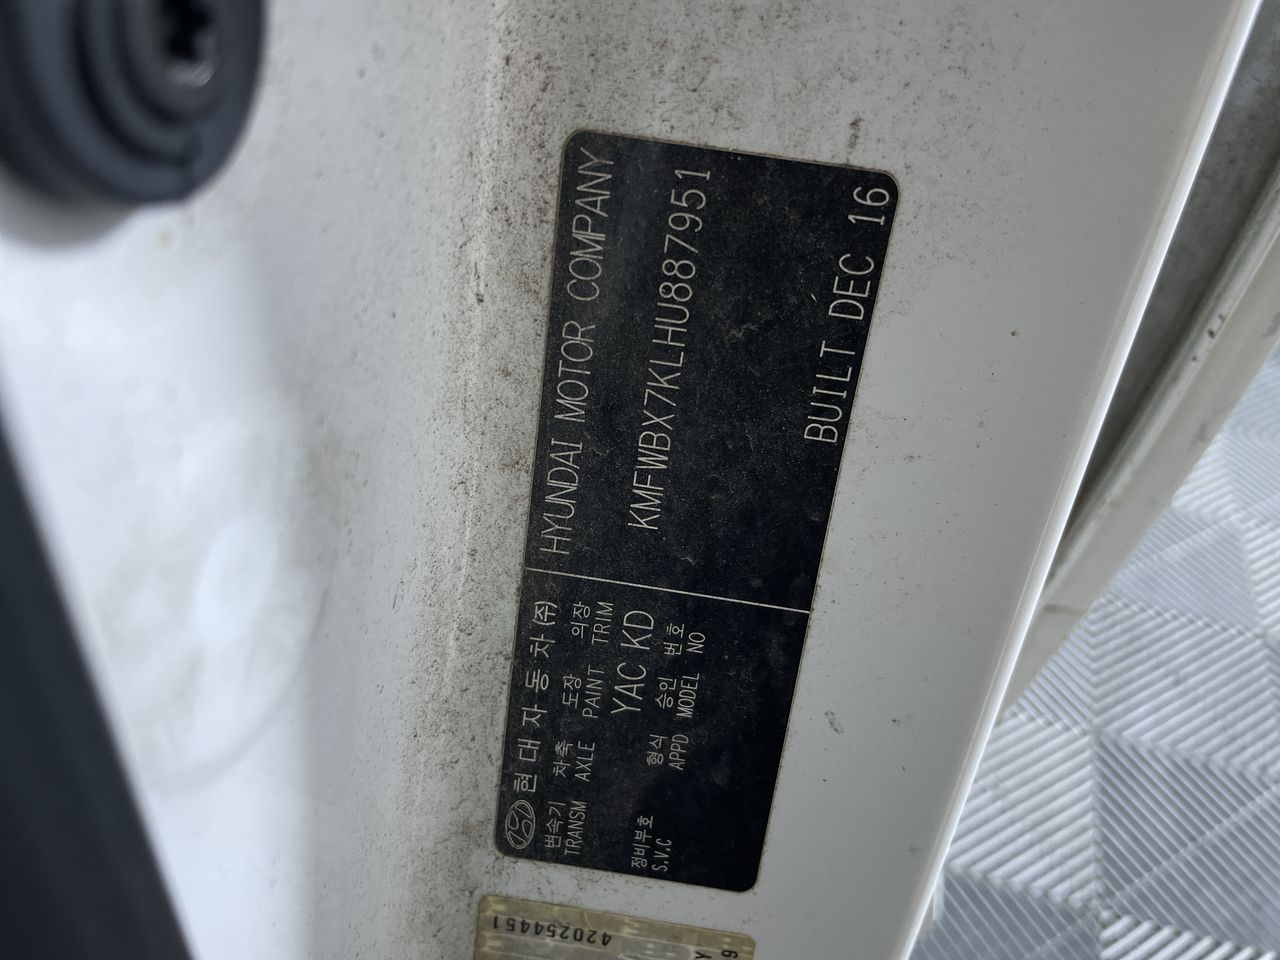 현대자동차(주) HYUNDAI MOTOR COMPANY
변속기 차축 도장 의장
TRANSM AXLE PAINT TRIM
YAC KD
KMFWBX7KLHU887951
정비부호 형식 승인 번호
S.V.C APPD MODEL NO
BUILT DEC 16
420254451